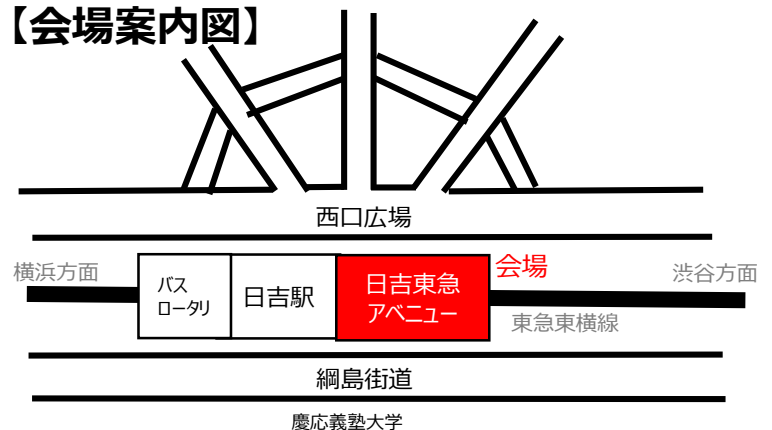 【会場案内図】
西口広場
横浜方面
バス
ロータリ
日吉駅
日吉東急
アベニュー
会場
渋谷方面
東急東横線
綱島街道
慶応義塾大学